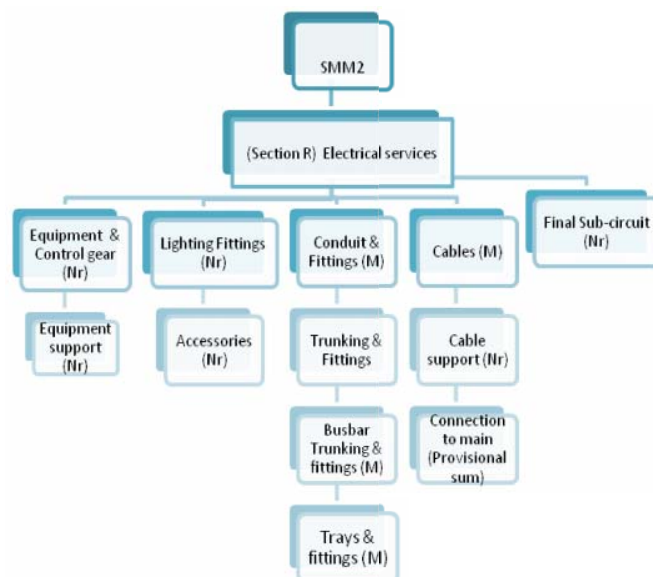 SMM2
(Section R) Electrical services
Equipment &
Control gear
(Nr)
Lighting Fittings
(Nr)
Conduit &
Fittings (M)
Cables (M)
Final Sub-circuit
(Nr)
Equipment
support
(Nr)
Accessories
(Nr)
Trunking &
Fittings
Cable
support (Nr)
Busbar
Trunking &
fittings (M)
Connection
to main
(Provisional
sum)
Trays &
fittings (M)